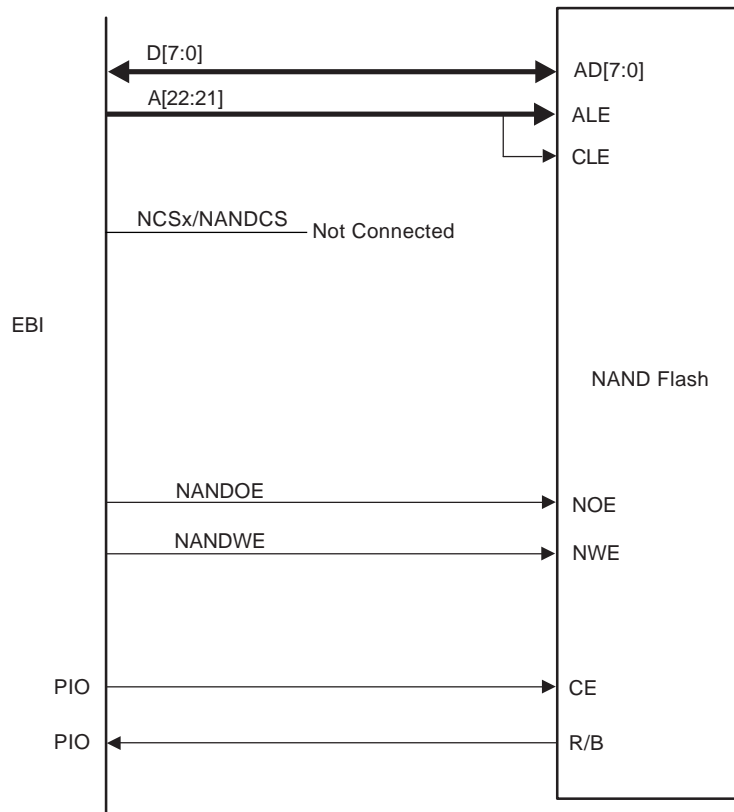 D[7:0]
AD[7:0]
A[22:21]
ALE
CLE
NCSx/NANDCS
Not Connected
EBI
NAND Flash
NANDOE
NOE
NANDWE
NWE
PIO
CE
PIO
R/B